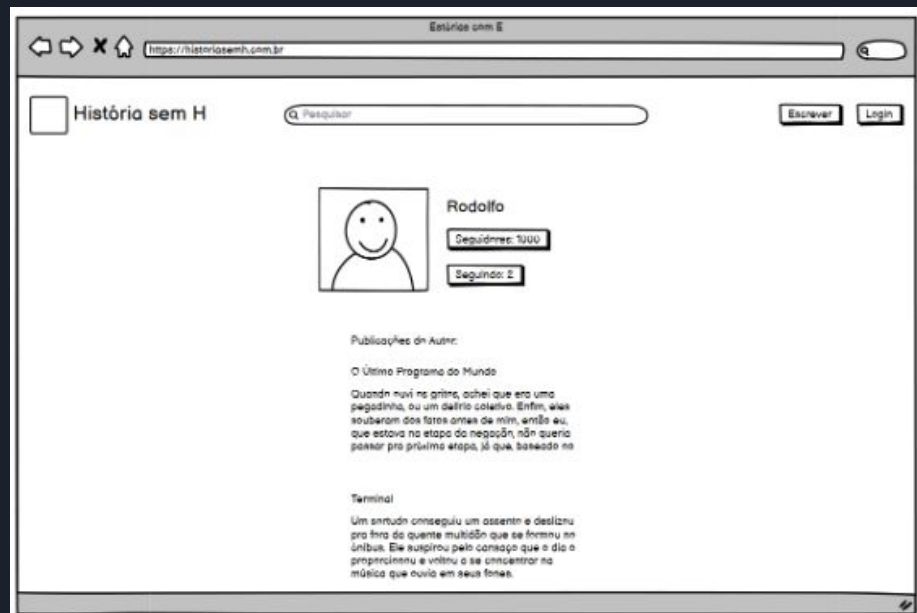 Estórias com E
https://historiasemh.com.br
História sem H
Pesquisar
Escrever
Login
Rodolfo
Seguidores: 1000
Seguindo: 2
Publicações do Autor:
O Último Programa do Mundo
Quando ouvi os gritos, achei que era uma
pegadinha, ou um delírio coletivo. Enfim, eles
souberam dos fatos antes de mim, então eu,
que estava na etapa da negação, não queria
passar pra próxima etapa, já que, baseado no
Terminal
Um sortudo conseguiu um assento e deslizou
pra fora da quente multidão que se formou no
ônibus. Ele suspirou pelo cansaço que o dia o
proporcionou e voltou a se concentrar na
música que ouvia em seus fones.